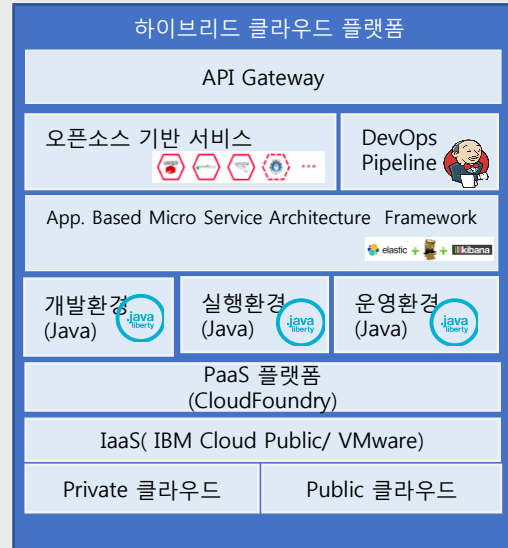 하이브리드 클라우드 플랫폼
API Gateway
오픈소스 기반 서비스
DevOps
Pipeline
App. Based Micro Service Architecture Framework
elastic + + kibana
개발환경
(Java)
java
liberty
실행환경
(Java)
java
liberty
운영환경
(Java)
java
liberty
PaaS 플랫폼
(CloudFoundry)
IaaS( IBM Cloud Public/ VMware)
Private 클라우드
Public 클라우드